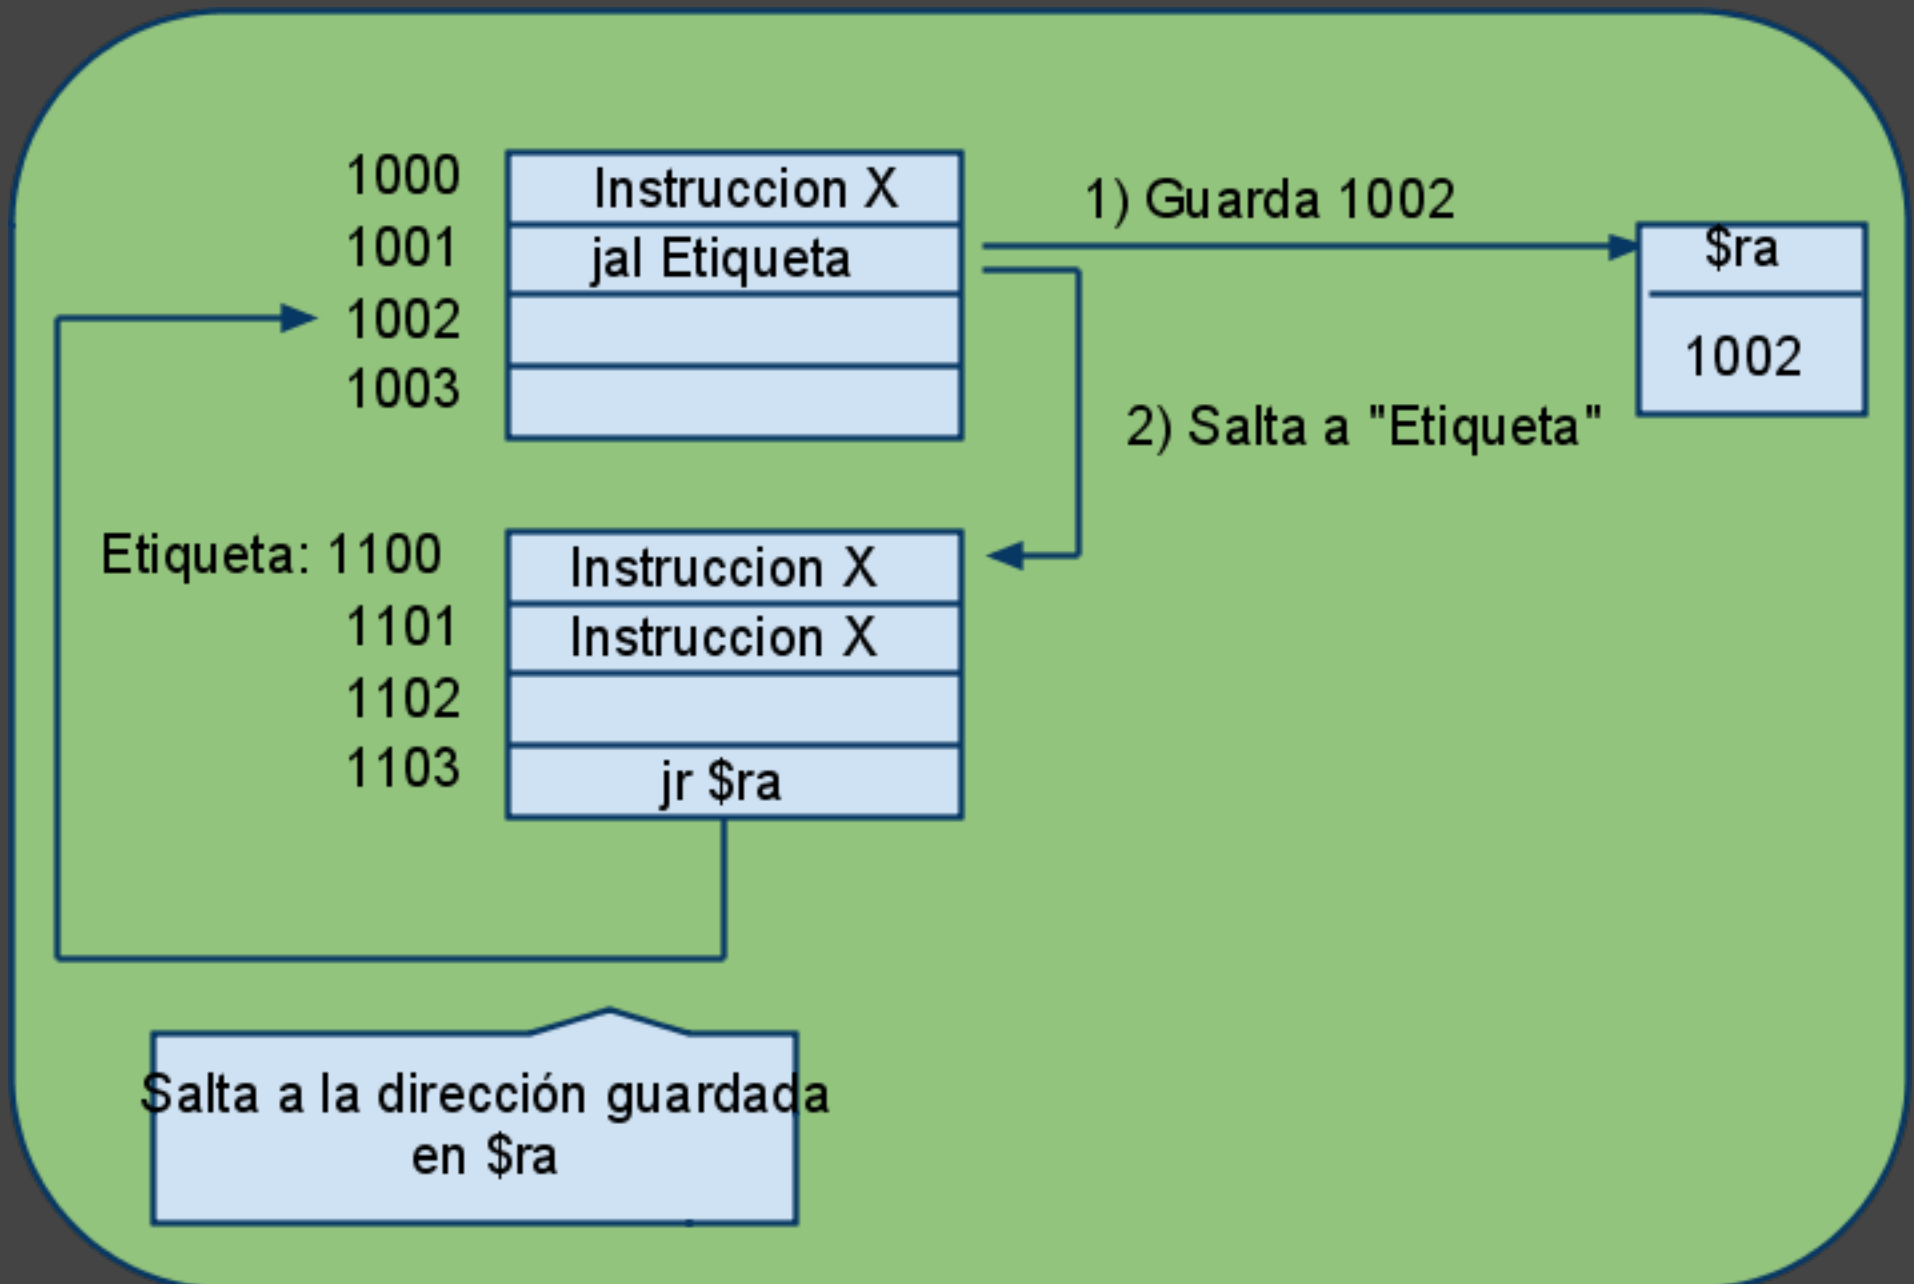 1000 Instruccion X
1) Guarda 1002
1001 jal Etiqueta
$ra
1002
1002
1003
2) Salta a "Etiqueta"
Etiqueta: 1100 Instruccion X
1101 Instruccion X
1102
1103 jr $ra
Salta a la dirección guardada
en $ra